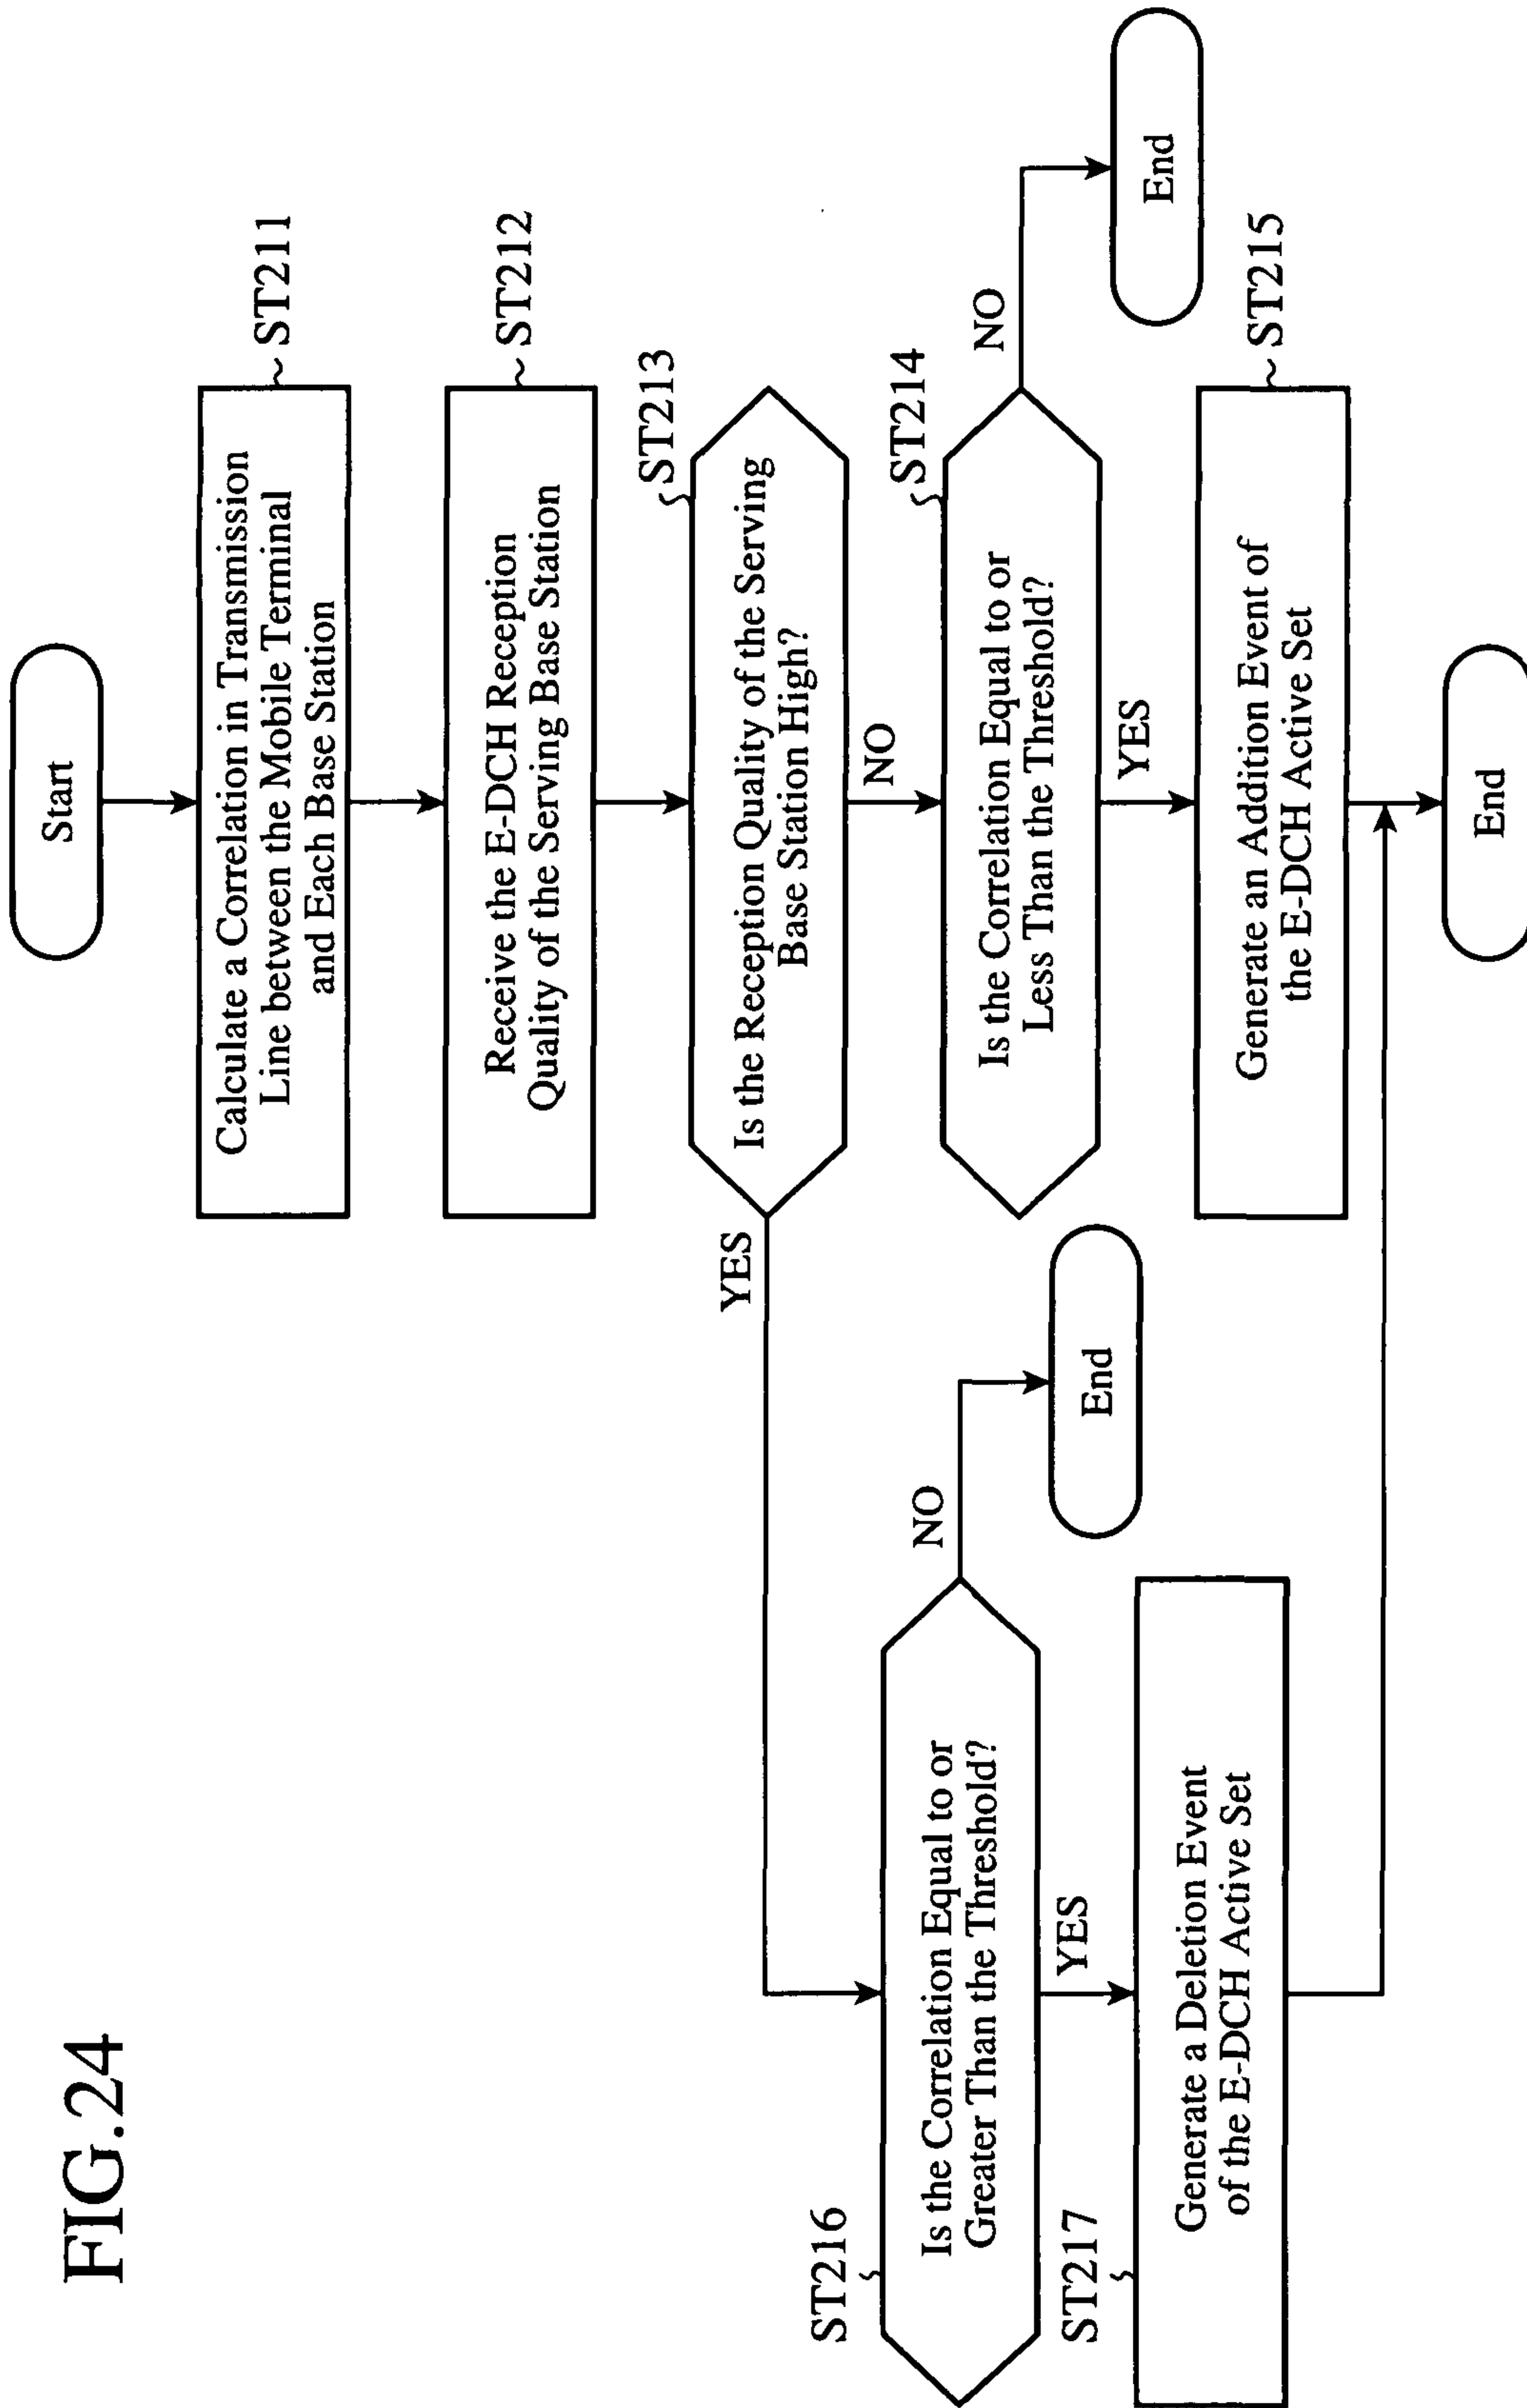 FIG.24
Start
Calculate a Correlation in Transmission
Line between the Mobile Terminal
and Each Base Station
ST211
Receive the E-DCH Reception
Quality of the Serving Base Station
ST212
ST213
Is the Reception Quality of the Serving
Base Station High?
YES
NO
ST214
Is the Correlation Equal to or
Less Than the Threshold?
NO
End
YES
Generate an Addition Event of
the E-DCH Active Set
ST215
ST216
Is the Correlation Equal to or
Greater Than the Threshold?
NO
End
YES
ST217
Generate a Deletion Event
of the E-DCH Active Set
End